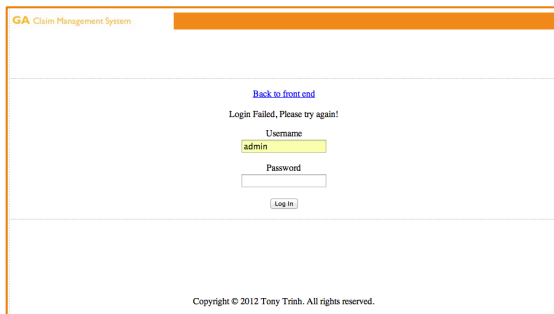 GA Claim Management System
Back to front end
Login Failed, Please try again!
Username
admin
Password
Log In
Copyright © 2012 Tony Trinh. All rights reserved.